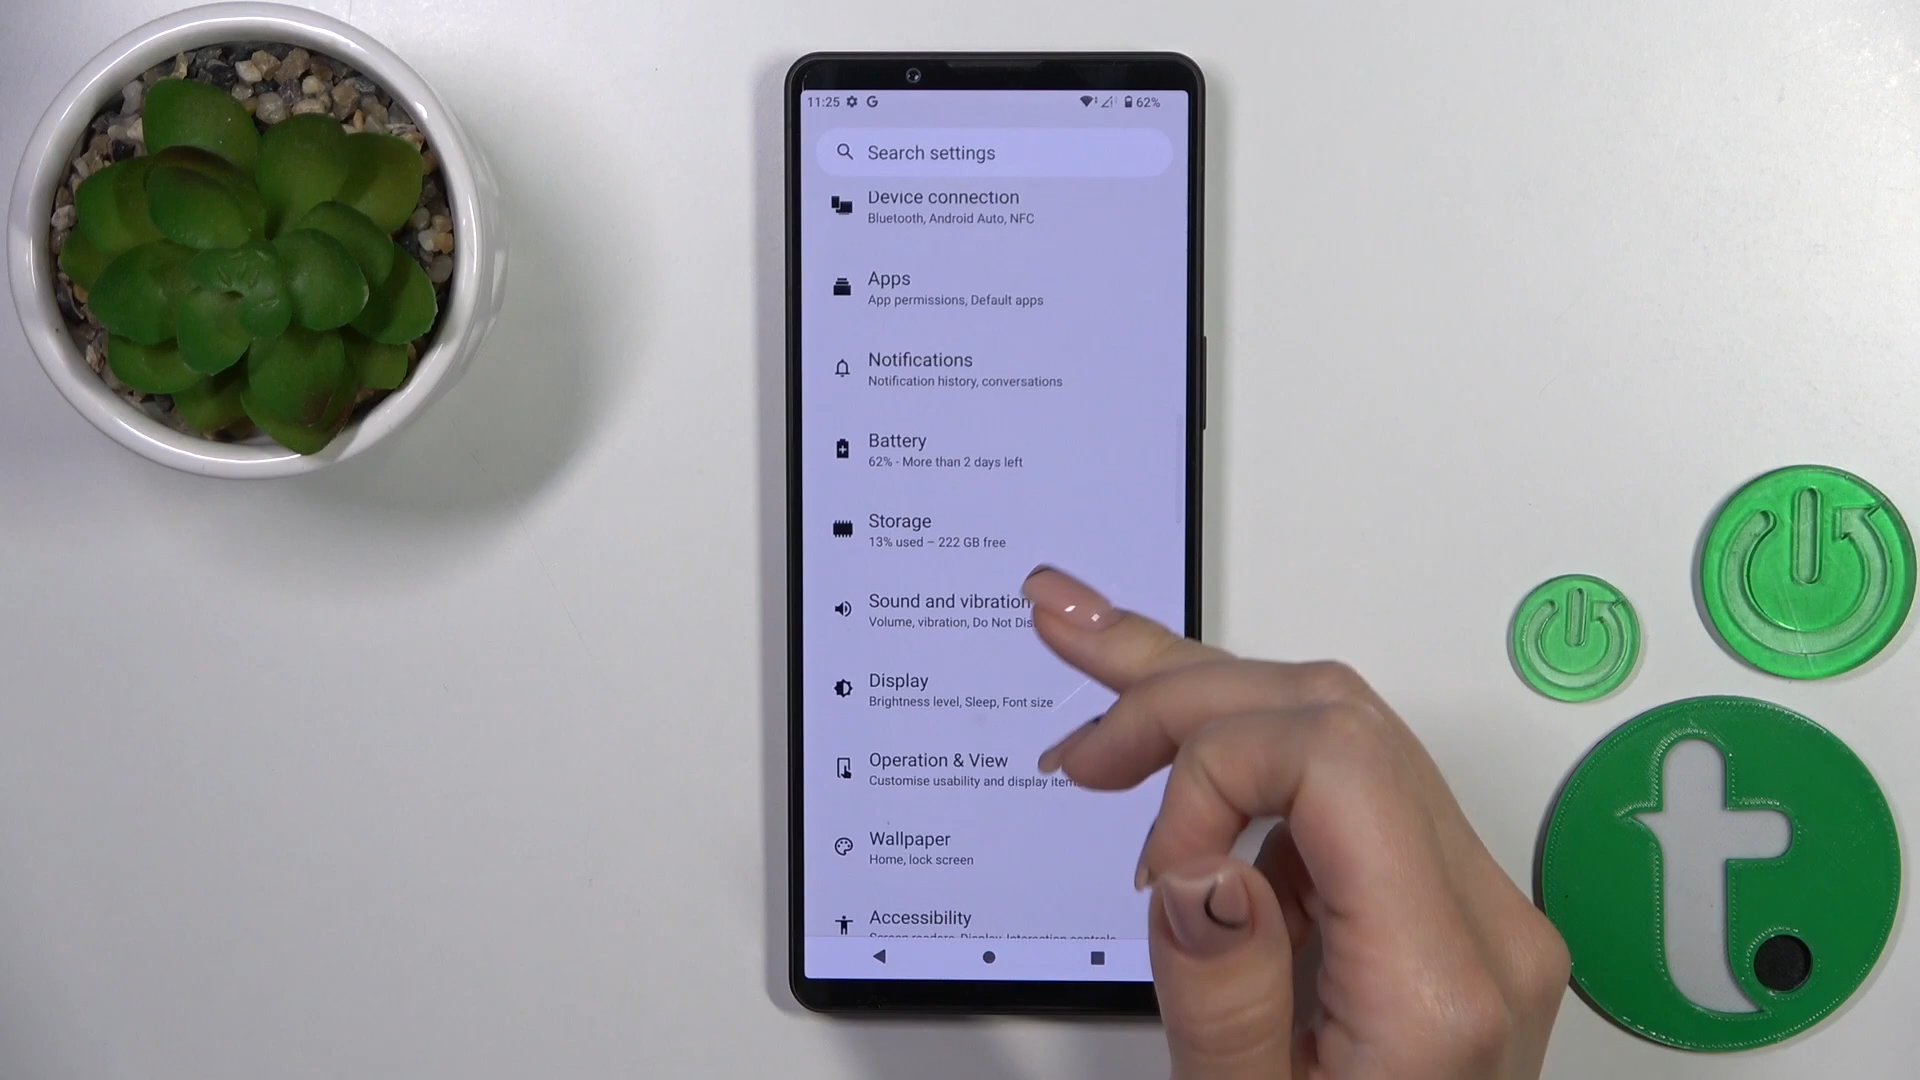 11:25 G 62%
Search settings
Device connection
Bluetooth, Android Auto, NFC
Apps
App permissions, Default apps
Notifications
Notification history, conversations
Battery
62% - More than 2 days left
Storage
13% used – 222 GB free
Sound and vibration
Volume, vibration, Do Not Dis
Display
Brightness level, Sleep, Font size
Operation & View
Customise usability and display item
Wallpaper
Home, lock screen
Accessibility
t.